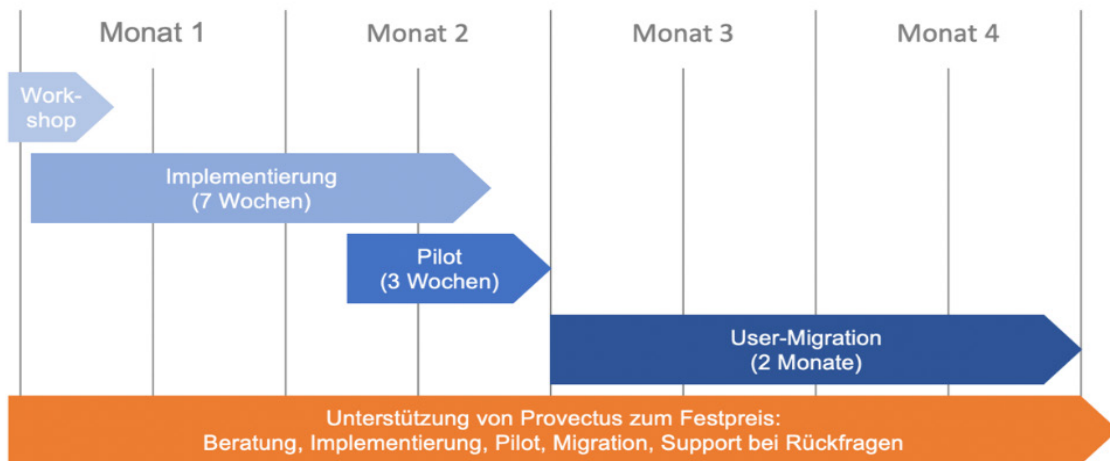 Monat 1
Monat 2
Monat 3
Monat 4
Work-
shop
Implementierung
(7 Wochen)
Pilot
(3 Wochen)
User-Migration
(2 Monate)
Unterstützung von Provectus zum Festpreis:
Beratung, Implementierung, Pilot, Migration, Support bei Rückfragen